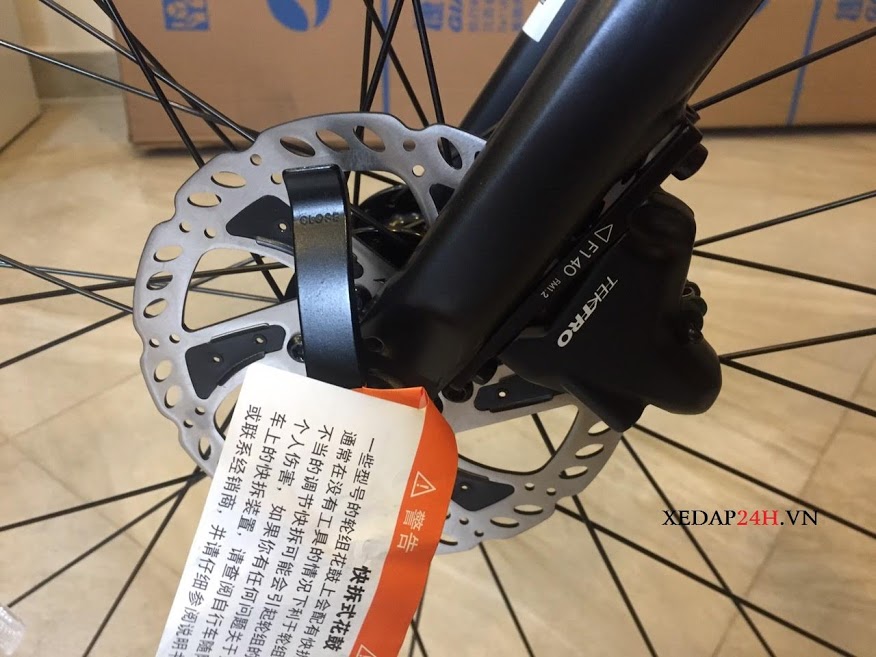 CLOSE
F140 FM1.2
TEKTRO
XEDAP24H.VN
警告
快拆式花鼓
一些型号的轮组花鼓上会配有快拆
通常在没有工具的情况下利于轮组
不当的调节快拆可能会引起轮组的
个人伤害，如果你有任何问题关于
车上的快拆装置，请查阅自行车随
或联系经销商，并请仔细参阅说明